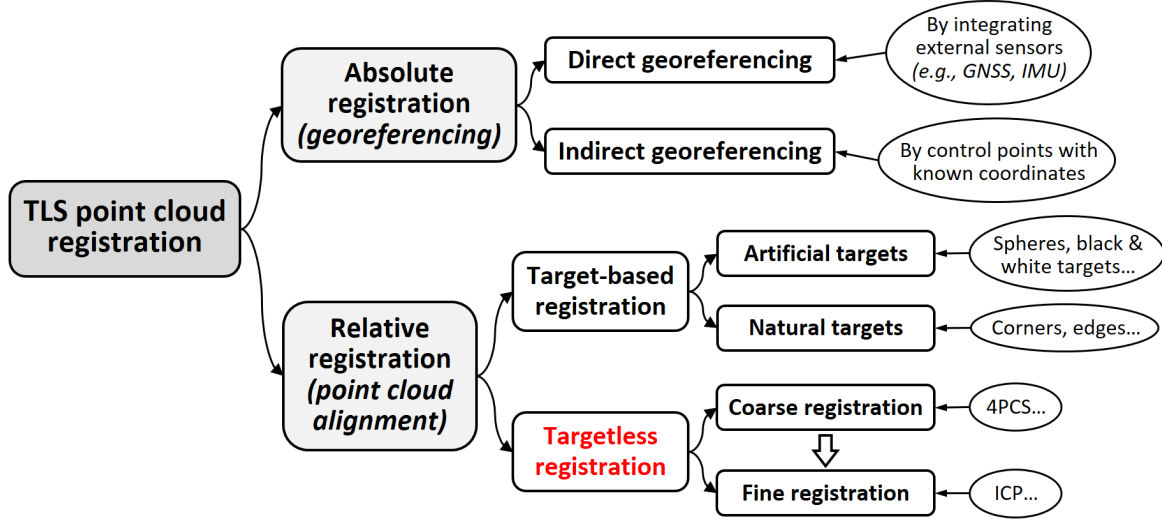 TLS point cloud
registration
Absolute
registration
(georeferencing)
Direct georeferencing
By integrating
external sensors
(e.g., GNSS, IMU)
Indirect georeferencing
By control points with
known coordinates
Relative
registration
(point cloud
alignment)
Target-based
registration
Artificial targets
Spheres, black &
white targets...
Natural targets
Corners, edges...
Targetless
registration
Coarse registration
4PCS...
Fine registration
ICP...